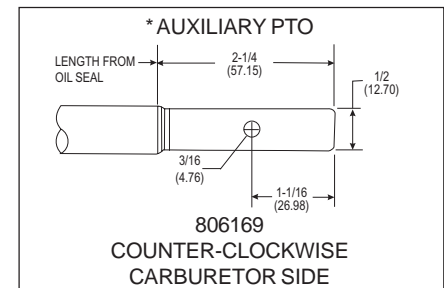 *AUXILIARY PTO
LENGTH FROM
OIL SEAL
2-1/4
(57.15)
1/2
(12.70)
3/16
(4.76)
1-1/16
(26.98)
806169
COUNTER-CLOCKWISE
CARBURETOR SIDE